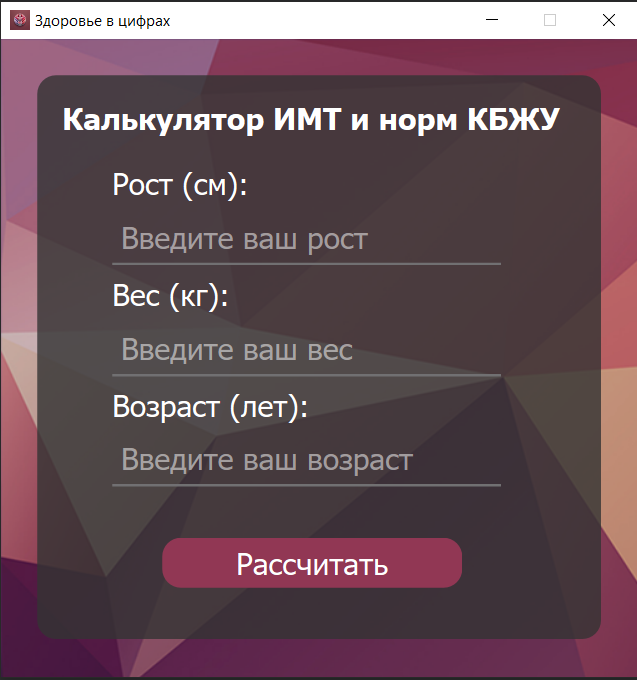 Здоровье в цифрах
Калькулятор ИМТ и норм КБЖУ
Рост (см):
Введите ваш рост
Вес (кг):
Введите ваш вес
Возраст (лет):
Введите ваш возраст
Рассчитать